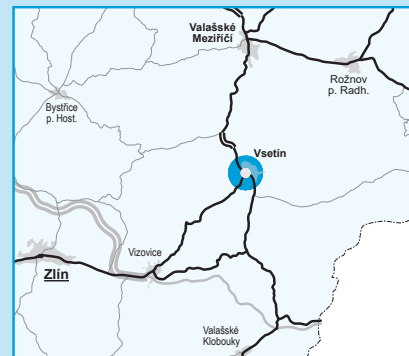 Valašské
Meziříčí
Rožnov
p. Radh.
Bystřice
p. Host.
Vsetín
Vizovice
Zlín
Valašské
Klobouky